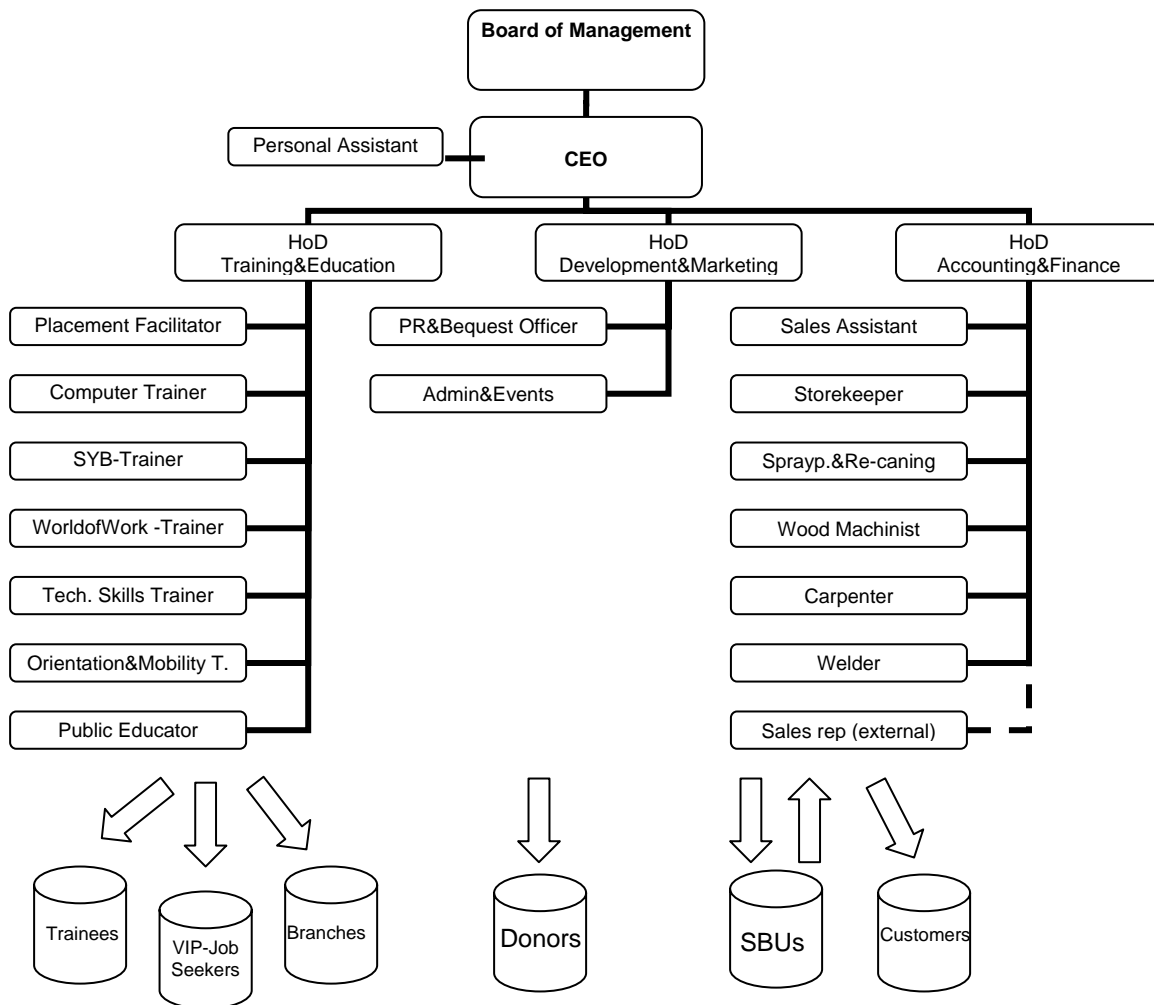 Board of Management
Personal Assistant
CEO
HoD
Training&Education
HoD
Development&Marketing
HoD
Accounting&Finance
Placement Facilitator
Computer Trainer
SYB-Trainer
WorldofWork -Trainer
Tech. Skills Trainer
Orientation&Mobility T.
Public Educator
PR&Bequest Officer
Admin&Events
Sales Assistant
Storekeeper
Sprayp.&Re-caning
Wood Machinist
Carpenter
Welder
Sales rep (external)
Trainees
VIP-Job
Seekers
Branches
Donors
SBUs
Customers